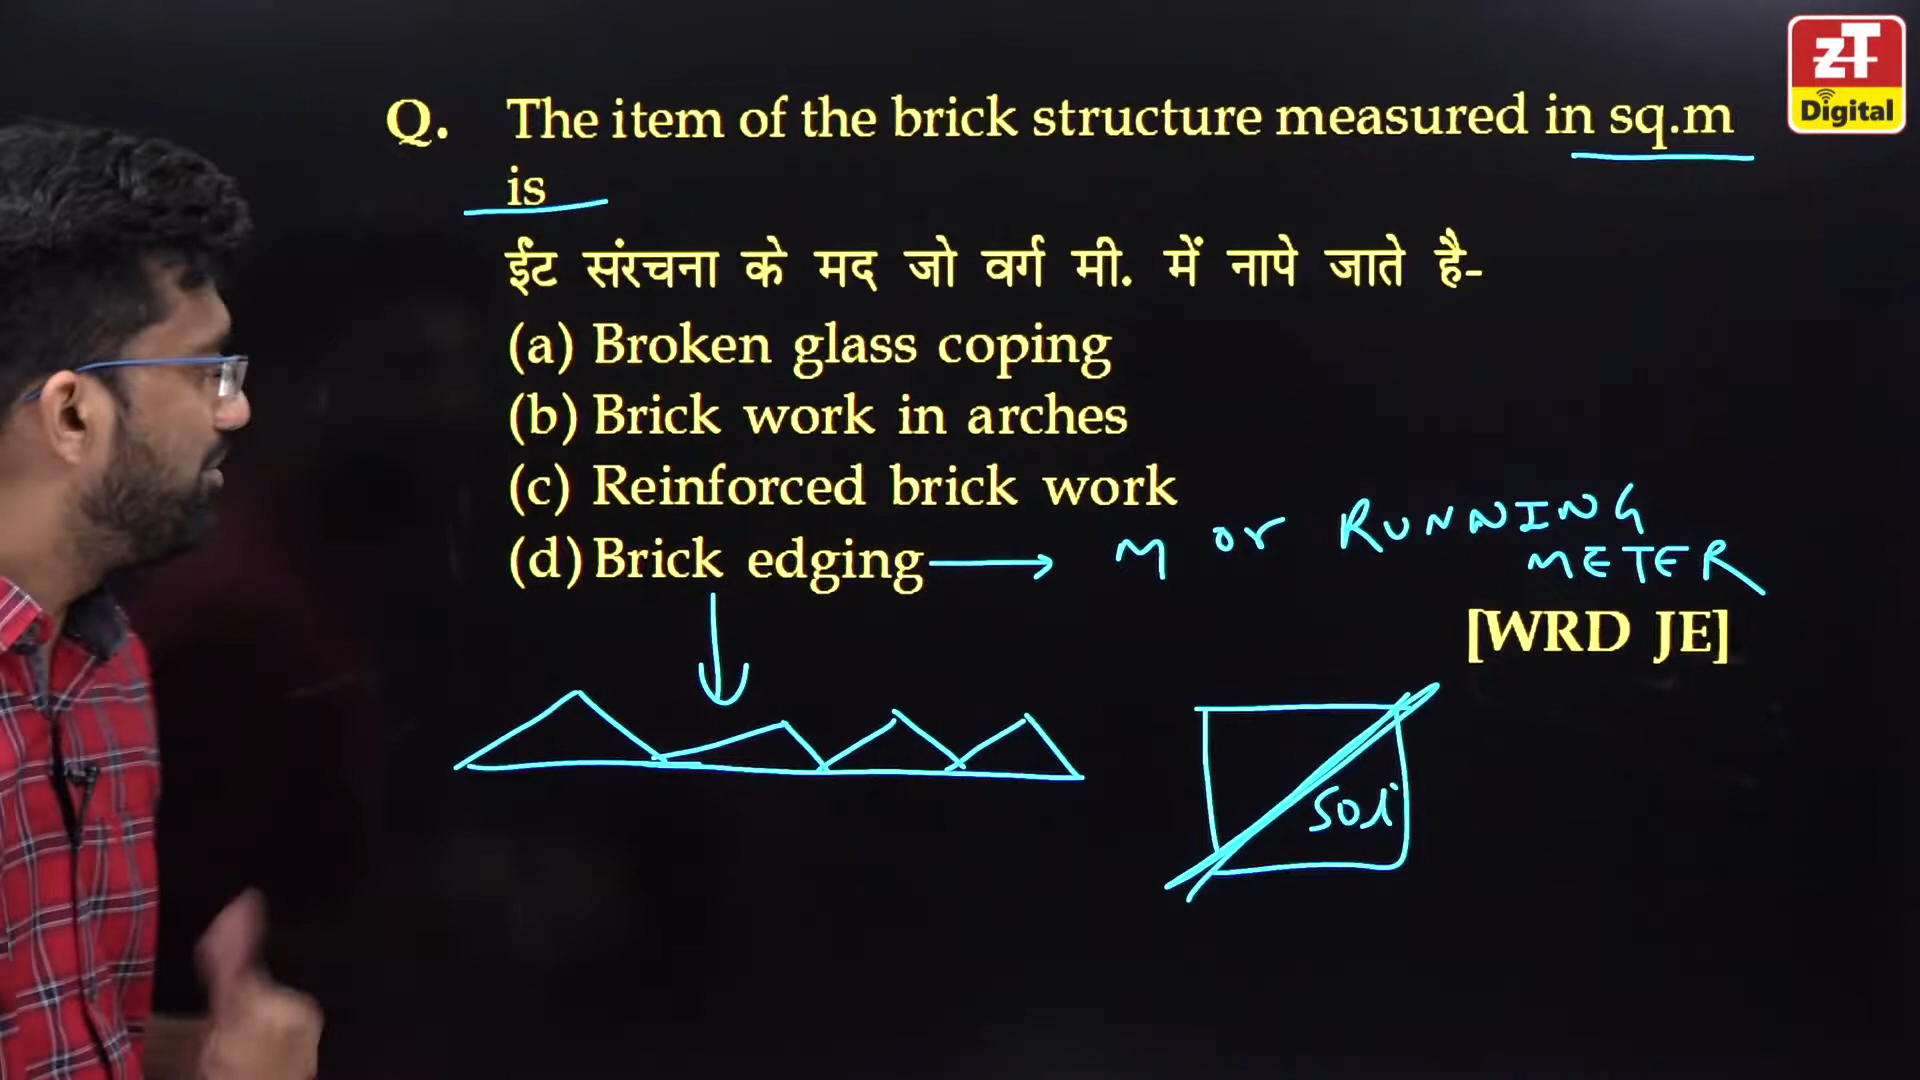 zT
Digital
Q. The item of the brick structure measured in sq.m
is
ईंट संरचना के मद जो वर्ग मी. में नापे जाते है-
(a) Broken glass coping
(b) Brick work in arches
(c) Reinforced brick work
(d) Brick edging → M or RUNNING
METER
[WRD JE]
Soi